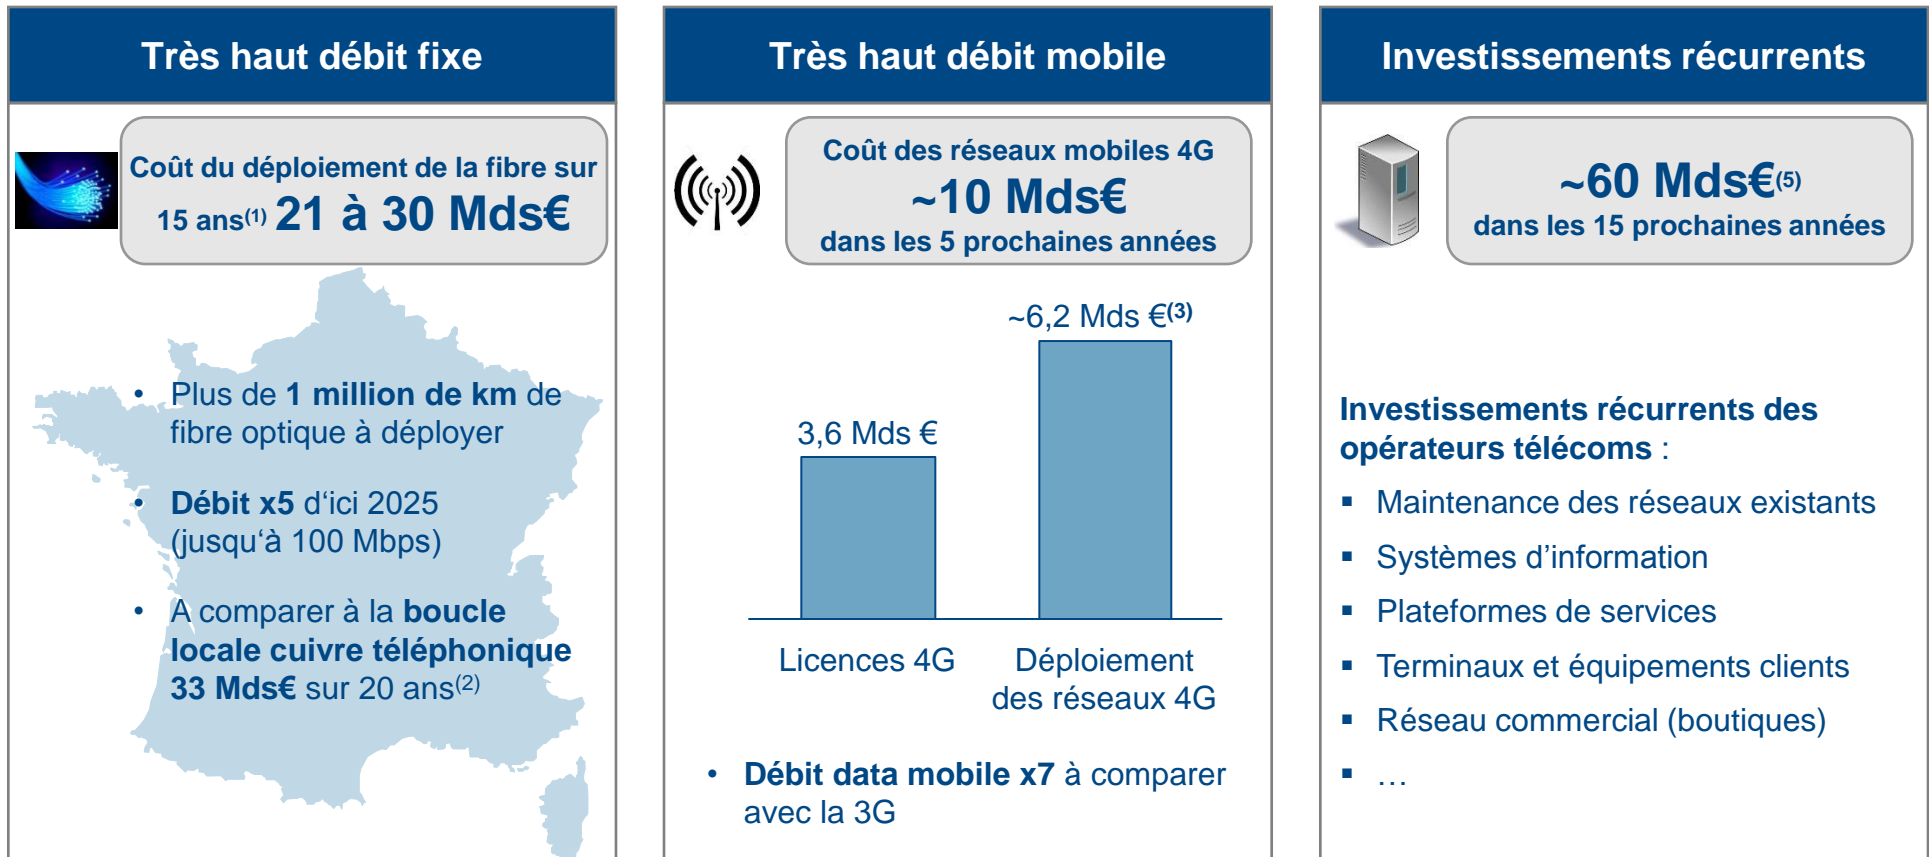 Très haut débit fixe
Coût du déploiement de la fibre sur
15 ans(1) 21 à 30 Mds€
• Plus de 1 million de km de
fibre optique à déployer
• Débit x5 d‘ici 2025
(jusqu‘à 100 Mbps)
• A comparer à la boucle
locale cuivre téléphonique
33 Mds€ sur 20 ans(2)
Très haut débit mobile
Coût des réseaux mobiles 4G
~10 Mds€
dans les 5 prochaines années
~6,2 Mds €(3)
3,6 Mds €
Licences 4G
Déploiement
des réseaux 4G
• Débit data mobile x7 à comparer
avec la 3G
Investissements récurrents
~60 Mds€(5)
dans les 15 prochaines années
Investissements récurrents des
opérateurs télécoms :
▪ Maintenance des réseaux existants
▪ Systèmes d’information
▪ Plateformes de services
▪ Terminaux et équipements clients
▪ Réseau commercial (boutiques)
▪ …